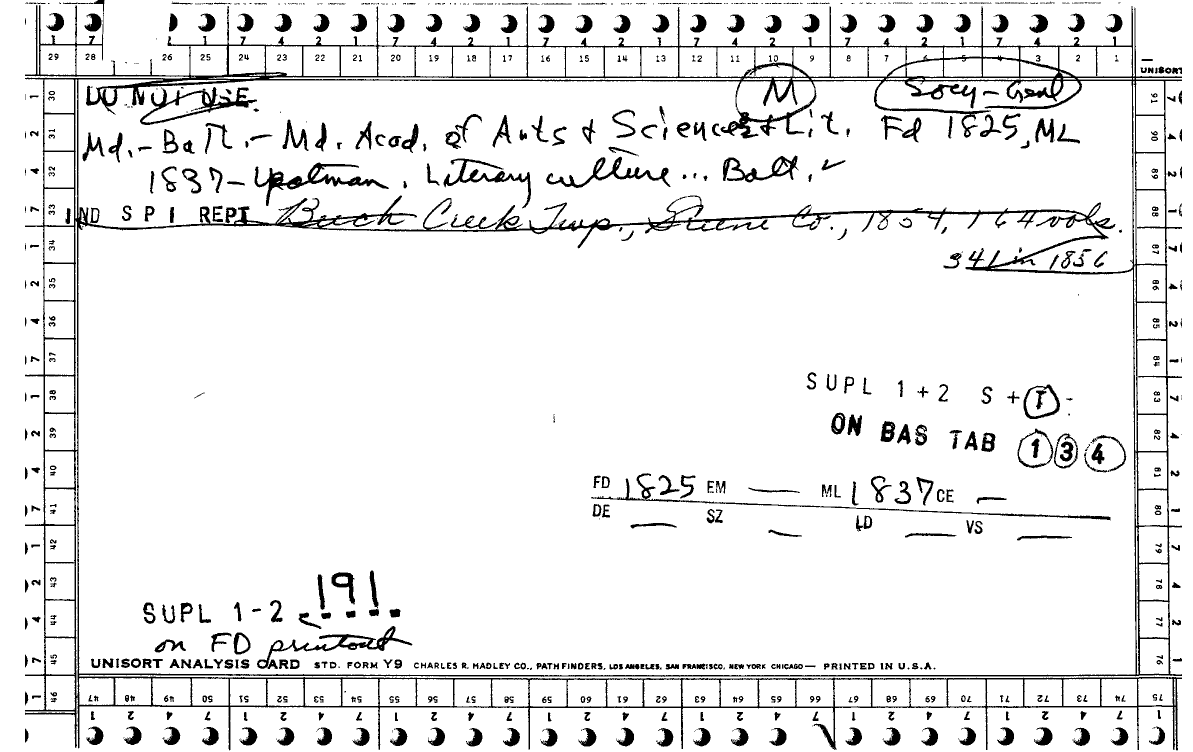 1 7 7 4 2 1 7 4 2 1 7 4 2 1 7 4 2 1 7 4 2 1 7 4 2 1
29 28 26 25 24 23 22 21 20 19 18 17 16 15 14 13 12 11 10 9 8 7 6 5 4 3 2 1
UNISORT
DO NOT USE. M Socy-Genl
Md.-Balt.-Md. Acad. of Arts & Sciences & Lit. Fd 1825, ML
1837- Literary culture... Balt.
IND SPI REPT Beech Creek Twp., Greene Co., 1854, 164 vols.
341 in 1856
SUPL 1+2 S+T-
ON BAS TAB 1 3 4
FD 1825 EM — ML 1837 CE —
DE — SZ — LD — VS —
SUPL 1-2 191.
on FD printout
UNISORT ANALYSIS CARD STD. FORM Y9 CHARLES R. HADLEY CO., PATHFINDERS, LOS ANGELES, SAN FRANCISCO, NEW YORK CHICAGO — PRINTED IN U.S.A.
47 48 49 50 51 52 53 54 55 56 57 58 59 60 61 62 63 64 65 66 67 68 69 70 71 72 73 74 75
1 2 4 7 1 2 4 7 1 2 4 7 1 2 4 7 1 2 4 7 1 2 4 7 1 2 4 7 1
30 31 32 33 34 35 36 37 38 39 40 41 42 43 44 45 46
91 90 89 88 87 86 85 84 83 82 81 80 79 78 77 76